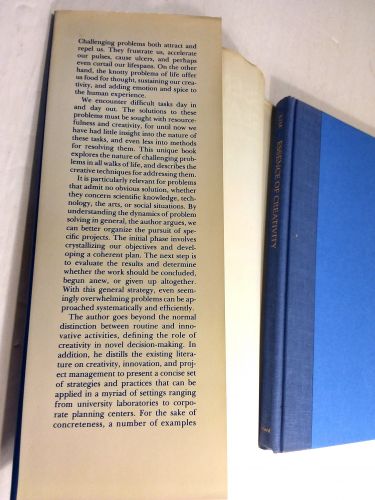 Challenging problems both attract and
repel us. They frustrate us, accelerate
our pulses, cause ulcers, and perhaps
even curtail our lifespans. On the other
hand, the knotty problems of life offer
us food for thought, sustaining our crea-
tivity, and adding emotion and spice to
the human experience.
We encounter difficult tasks day in
and day out. The solutions to these
problems must be sought with resource-
fulness and creativity, for until now we
have had little insight into the nature of
these tasks, and even less into methods
for resolving them. This unique book
explores the nature of challenging prob-
lems in all walks of life, and describes the
creative techniques for addressing them.
It is particularly relevant for problems
that admit no obvious solution, whether
they concern scientific knowledge, tech-
nology, the arts, or social situations. By
understanding the dynamics of problem
solving in general, the author argues, we
can better organize the pursuit of spe-
cific projects. The initial phase involves
crystallizing our objectives and devel-
oping a coherent plan. The next step is
to evaluate the results and determine
whether the work should be concluded,
begun anew, or given up altogether.
With this general strategy, even seem-
ingly overwhelming problems can be ap-
proached systematically and efficiently.
The author goes beyond the normal
distinction between routine and inno-
vative activities, defining the role of
creativity in novel decision-making. In
addition, he distills the existing litera-
ture on creativity, innovation, and proj-
ect management to present a concise set
of strategies and practices that can be
applied in a myriad of settings ranging
from university laboratories to corpo-
rate planning centers. For the sake of
concreteness, a number of examples
ESSENCE OF CREATIVITY